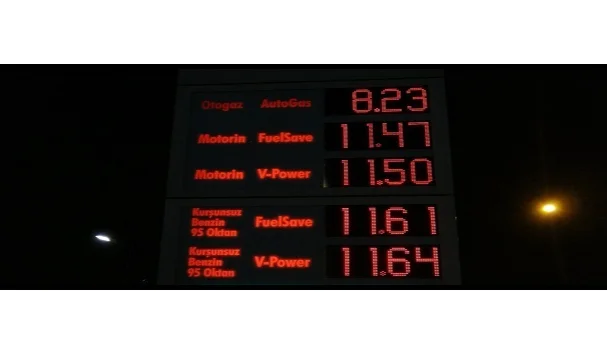 Otogaz AutoGas 8.23
Motorin FuelSave 11.47
Motorin V-Power 11.50
Kurşunsuz
Benzin FuelSave 11.61
95 Oktan
Kurşunsuz
Benzin V-Power 11.64
95 Oktan